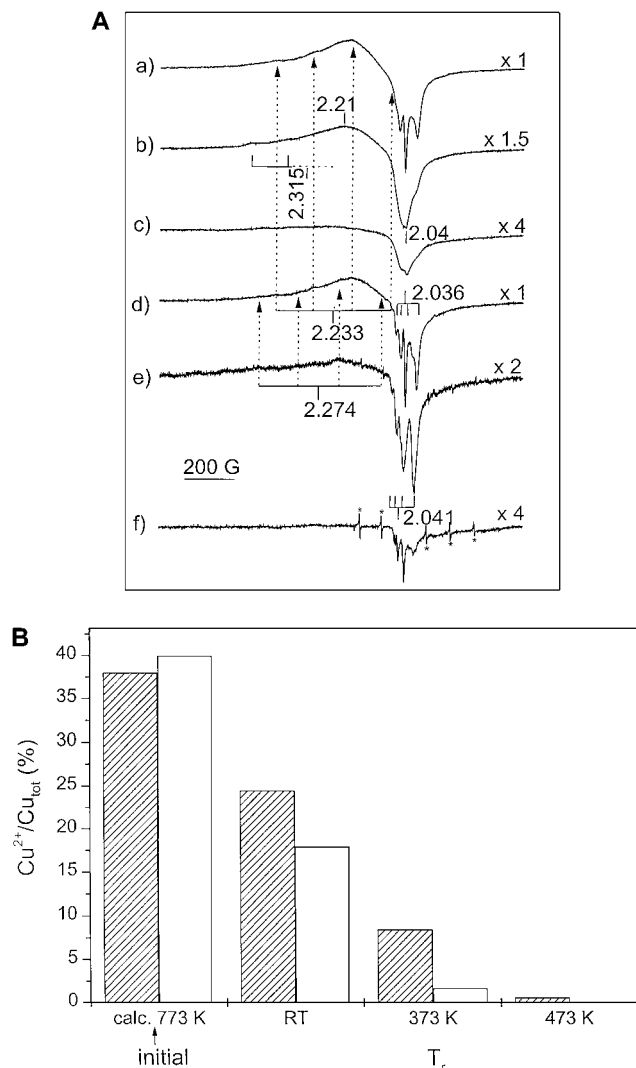 A
a)
x 1
2.21
b)
x 1.5
2.315
c)
2.04
x 4
d)
2.036
x 1
2.233
e)
x 2
2.274
200 G
2.041
f)
* * * * *
x 4
B
Cu²⁺/Cu_tot (%)
40
35
30
25
20
15
10
5
0
calc. 773 K RT 373 K 473 K
initial T_r